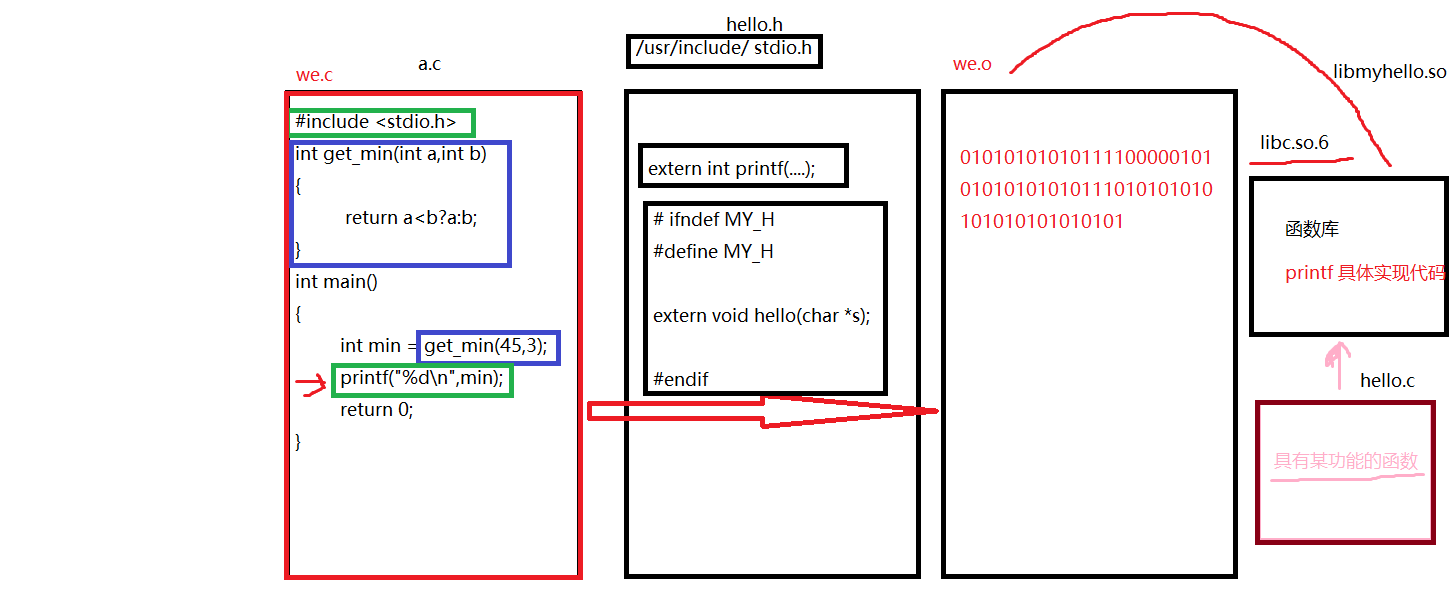 we.c
a.c
#include <stdio.h>
int get_min(int a,int b)
{
return a<b?a:b;
}
int main()
{
int min = get_min(45,3);
printf("%d\n",min);
return 0;
}
hello.h
/usr/include/ stdio.h
extern int printf(....);
# ifndef MY_H
#define MY_H
extern void hello(char *s);
#endif
we.o
01010101010111100000101
01010101010111010101010
101010101010101
libmyhello.so
libc.so.6
函数库
printf 具体实现代码
hello.c
具有某功能的函数